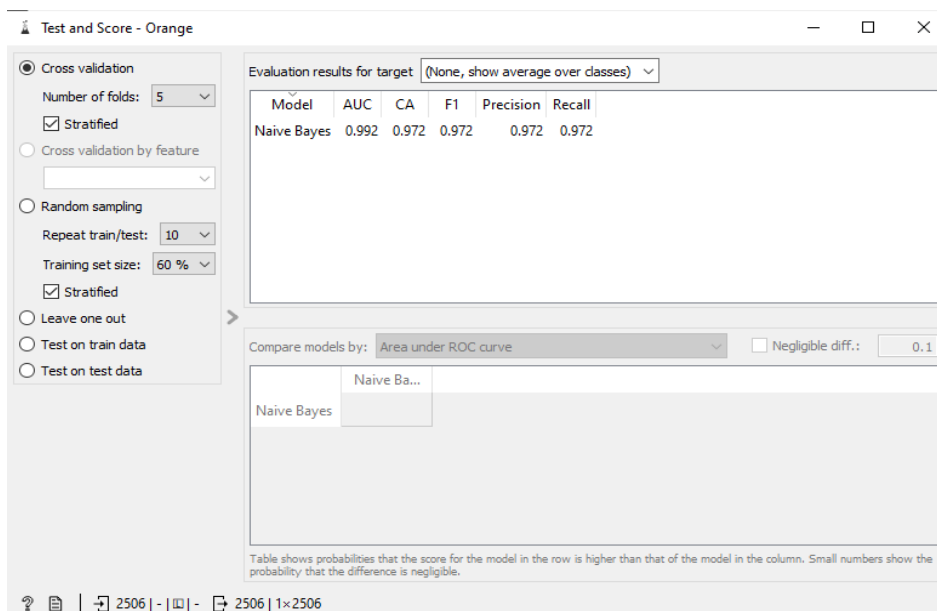 Test and Score - Orange
Cross validation
Number of folds: 5
Stratified
Cross validation by feature
Random sampling
Repeat train/test: 10
Training set size: 60 %
Stratified
Leave one out
Test on train data
Test on test data
Evaluation results for target (None, show average over classes)
Model AUC CA F1 Precision Recall
Naive Bayes 0.992 0.972 0.972 0.972 0.972
Compare models by: Area under ROC curve Negligible diff.: 0.1
Naive Ba...
Naive Bayes
Table shows probabilities that the score for the model in the row is higher than that of the model in the column. Small numbers show the
probability that the difference is negligible.
? 2506 | - | - 2506 | 1×2506